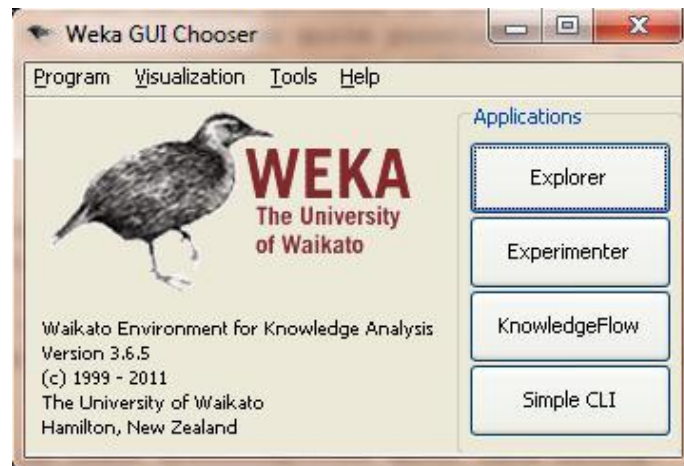 Weka GUI Chooser
Program Visualization Tools Help
WEKA
The University
of Waikato
Waikato Environment for Knowledge Analysis
Version 3.6.5
(c) 1999 - 2011
The University of Waikato
Hamilton, New Zealand
Applications
Explorer
Experimenter
KnowledgeFlow
Simple CLI